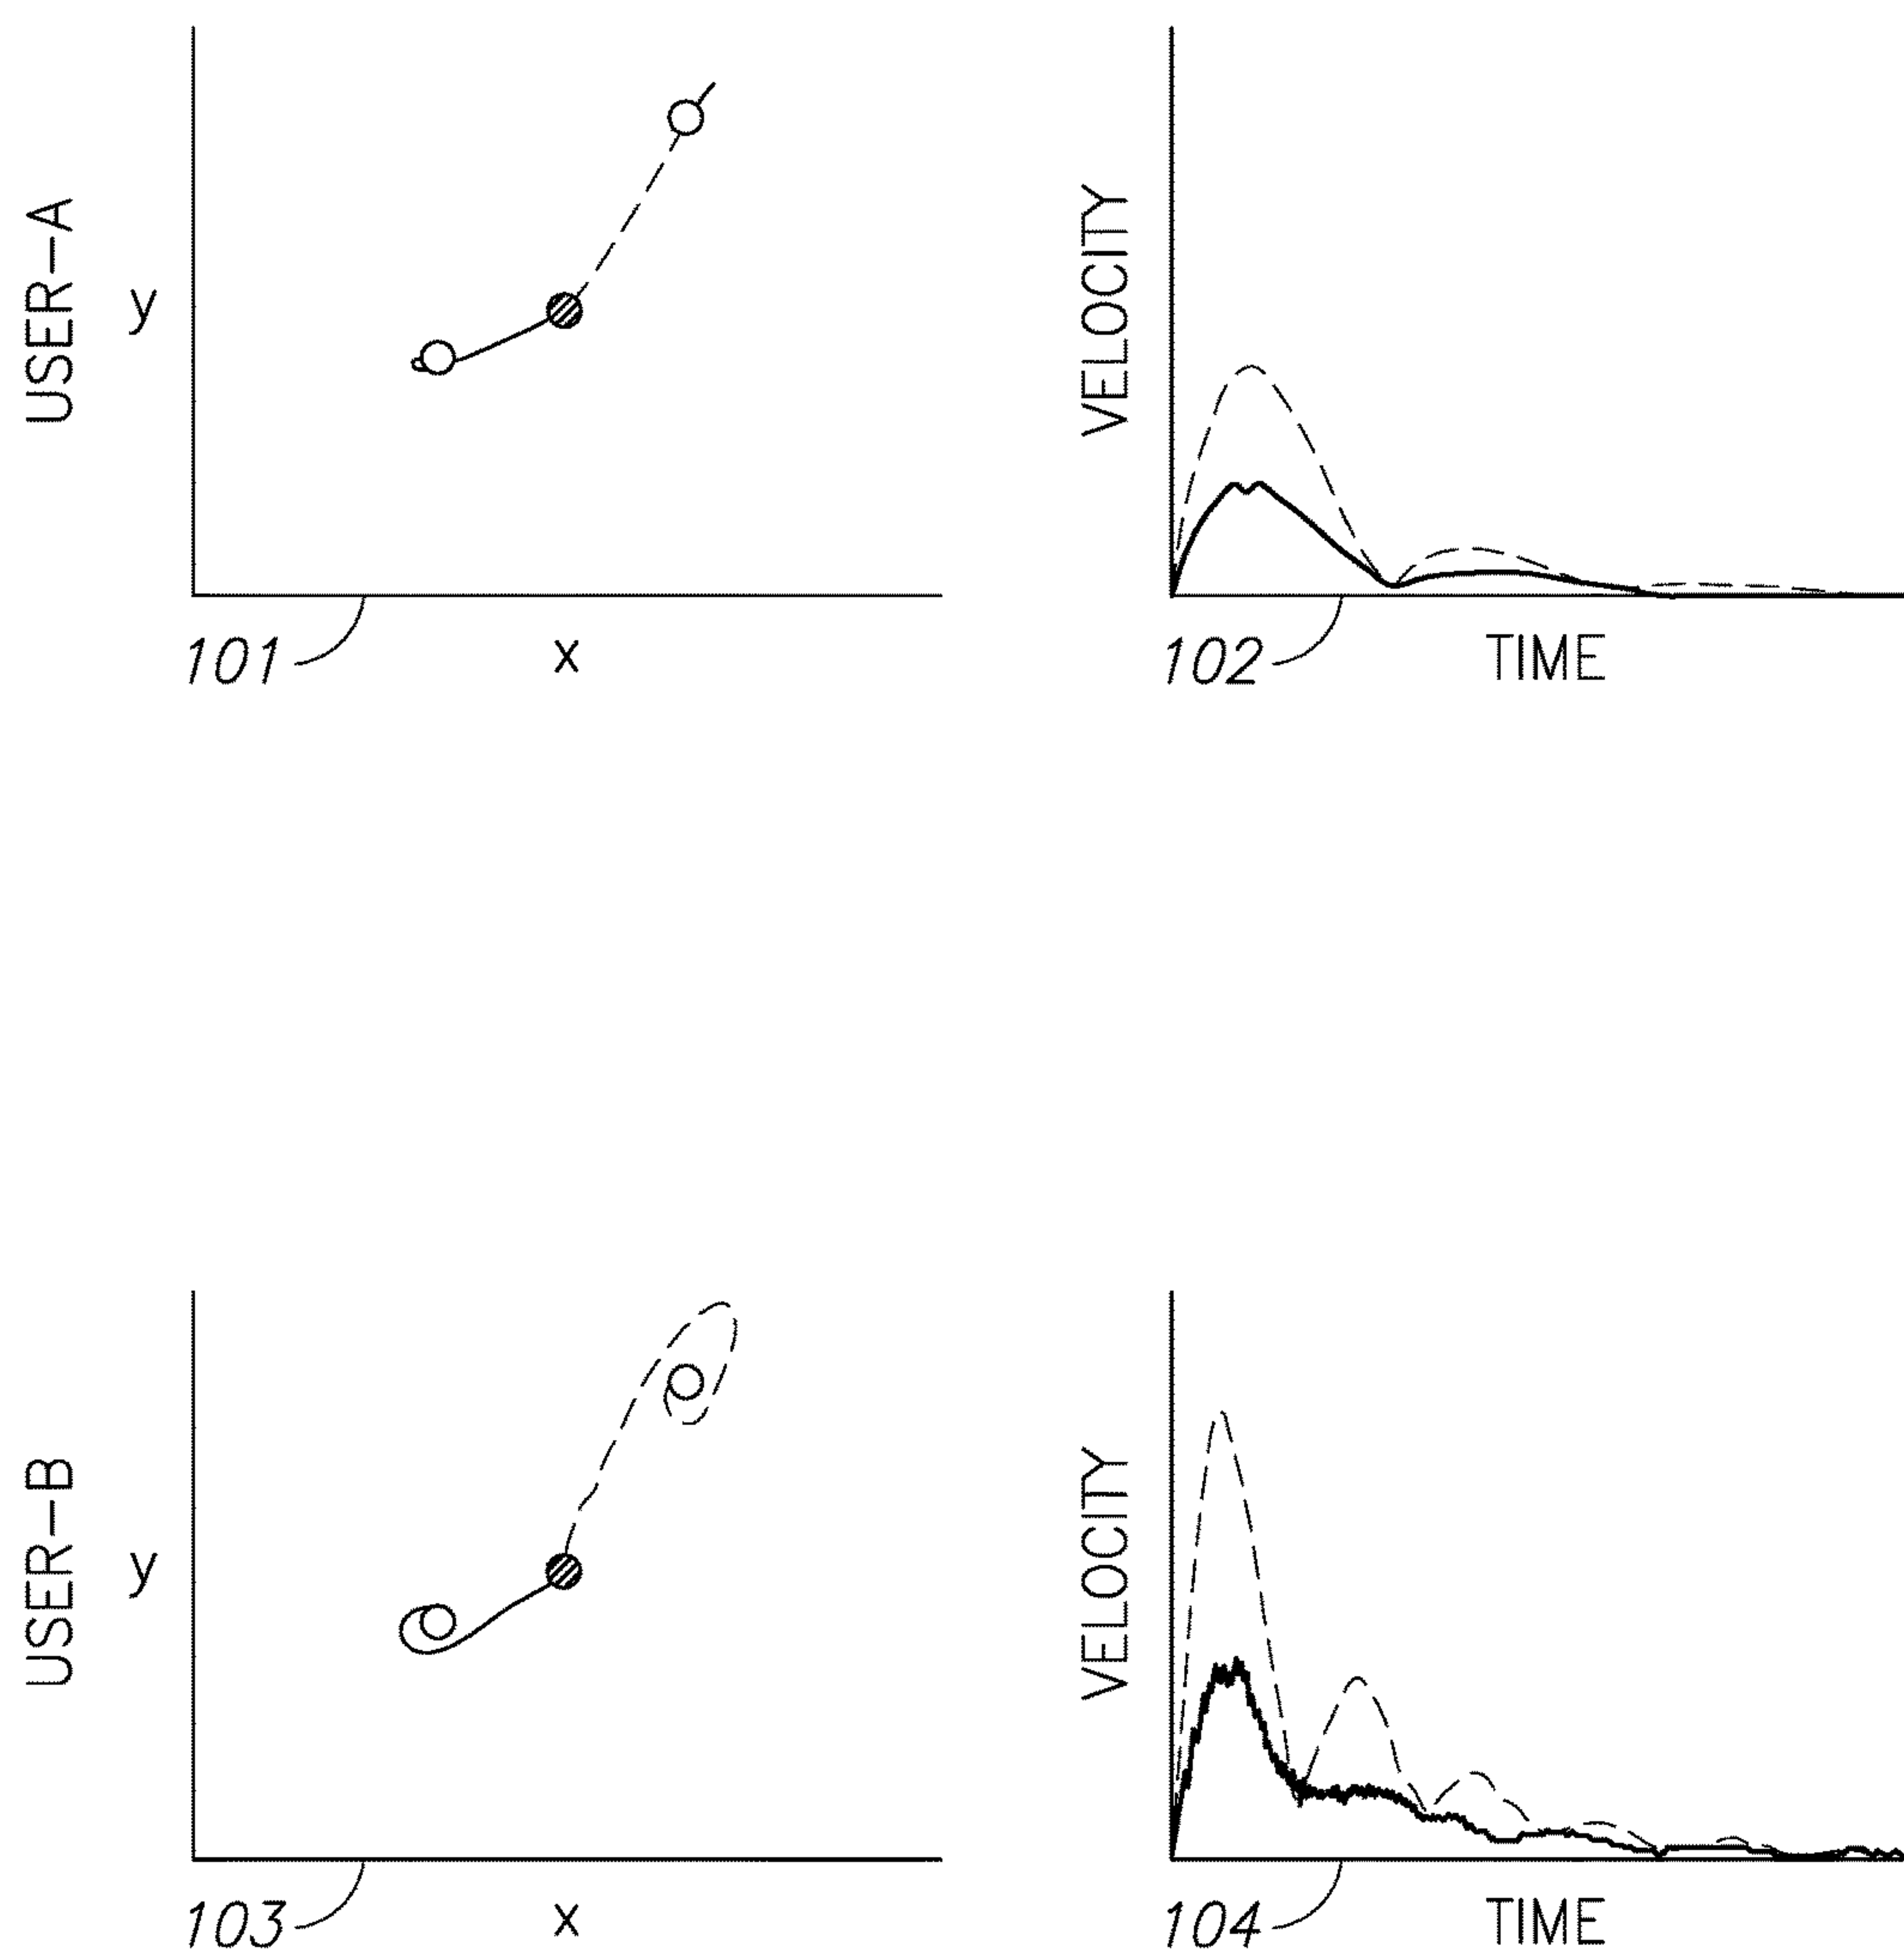 USER-A
y
101
x
VELOCITY
102
TIME
USER-B
y
103
x
VELOCITY
104
TIME